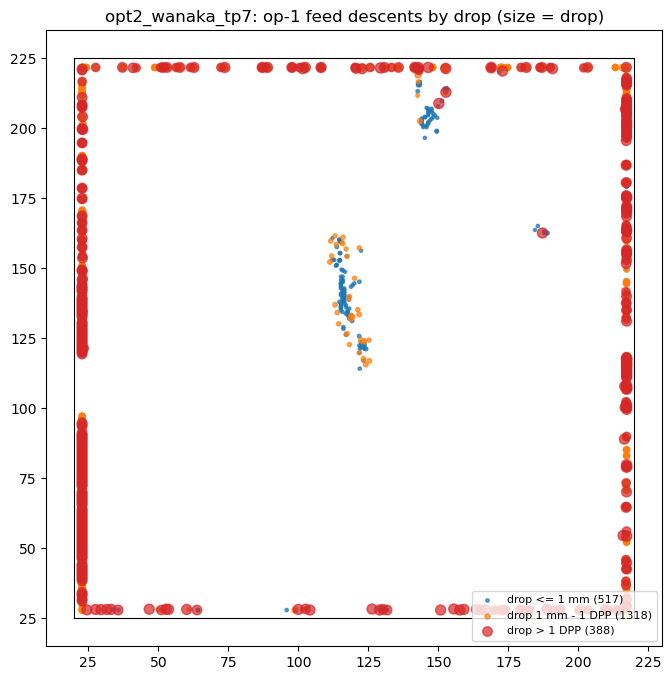 opt2_wanaka_tp7: op-1 feed descents by drop (size = drop)
225
200
175
150
125
100
75
50
25
drop <= 1 mm (517)
drop 1 mm - 1 DPP (1318)
drop > 1 DPP (388)
25 50 75 100 125 150 175 200 225